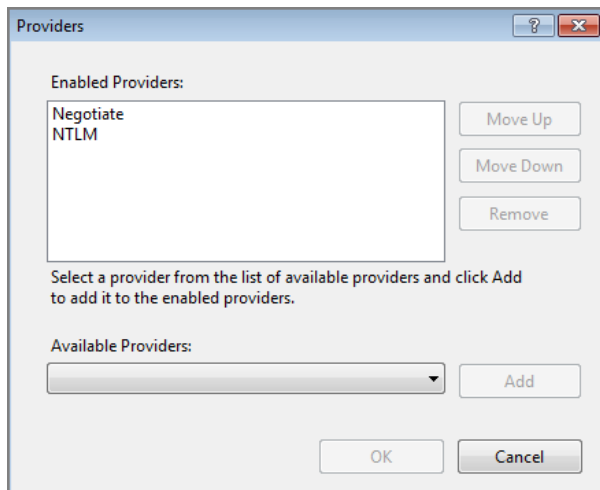 Providers
?
Enabled Providers:
Negotiate
NTLM
Move Up
Move Down
Remove
Select a provider from the list of available providers and click Add
to add it to the enabled providers.
Available Providers:
Add
OK
Cancel